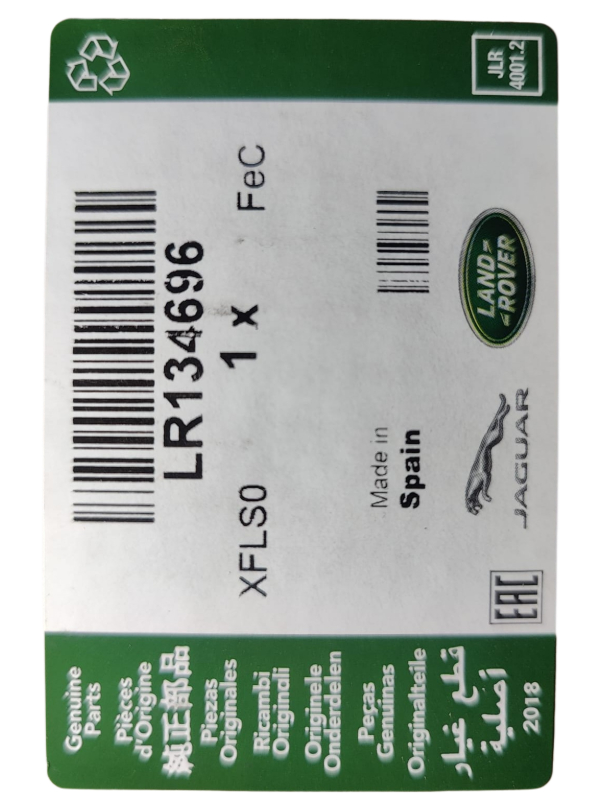 Genuine
Parts
Pièces
d'Origine
純正部品
Piezas
Originales
Ricambi
Originali
Originele
Onderdelen
Peças
Genuinas
Originalteile
قطع غيار
أصلية
2018
LR134696
XFLS0 1 x FeC
Made in
Spain
EAC
JAGUAR
LAND
ROVER
JLR
4001.2